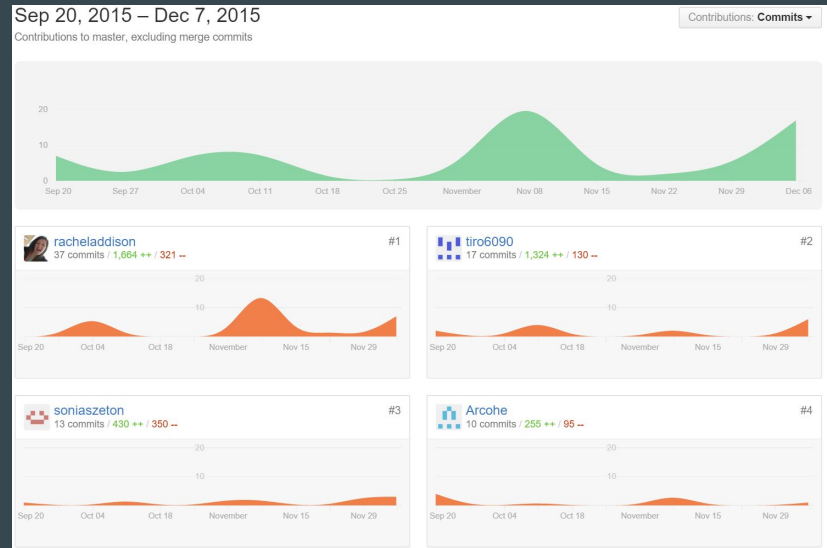 Sep 20, 2015 – Dec 7, 2015
Contributions: Commits
Contributions to master, excluding merge commits
20
10
0
Sep 20 Sep 27 Oct 04 Oct 11 Oct 18 Oct 25 November Nov 08 Nov 15 Nov 22 Nov 29 Dec 06
racheladdison #1
37 commits / 1,664 ++ / 321 --
20
10
Sep 20 Oct 04 Oct 18 November Nov 15 Nov 29
tiro6090 #2
17 commits / 1,324 ++ / 130 --
20
10
Sep 20 Oct 04 Oct 18 November Nov 15 Nov 29
soniaszeton #3
13 commits / 430 ++ / 350 --
20
10
Sep 20 Oct 04 Oct 18 November Nov 15 Nov 29
Arcohe #4
10 commits / 255 ++ / 95 --
20
10
Sep 20 Oct 04 Oct 18 November Nov 15 Nov 29